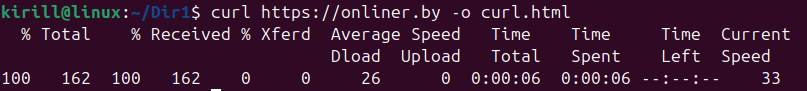 kirill@linux:~/Dir1$ curl https://onliner.by -o curl.html
% Total % Received % Xferd Average Speed Time Time Time Current
Dload Upload Total Spent Left Speed
100 162 100 162 0 0 26 0 0:00:06 0:00:06 --:--:-- 33